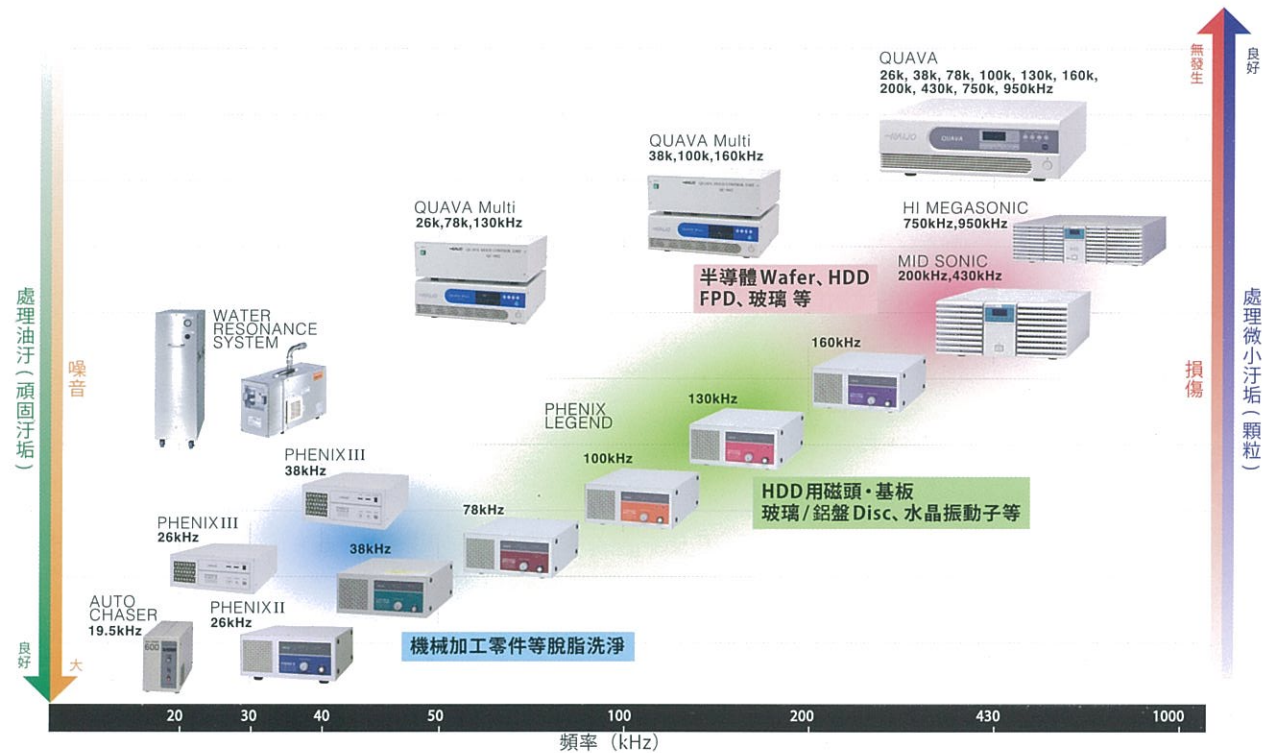 QUAVA
26k, 38k, 78k, 100k, 130k, 160k,
200k, 430k, 750k, 950kHz
無發生
良好
QUAVA Multi
38k,100k,160kHz
QUAVA Multi
26k,78k,130kHz
HI MEGASONIC
750kHz,950kHz
MID SONIC
200kHz,430kHz
半導體Wafer、HDD
FPD、玻璃 等
處理油汙(頑固汙垢)
噪音
WATER
RESONANCE
SYSTEM
損傷
處理微小汙垢(顆粒)
160kHz
PHENIX
LEGEND
130kHz
100kHz
78kHz
HDD用磁頭・基板
玻璃/鋁盤Disc、水晶振動子等
PHENIXIII
38kHz
PHENIXIII
26kHz
38kHz
AUTO
CHASER
19.5kHz
600
PHENIXII
26kHz
機械加工零件等脫脂洗淨
良好
大
20 30 40 50 100 200 430 1000
頻率（kHz）
QUAVA